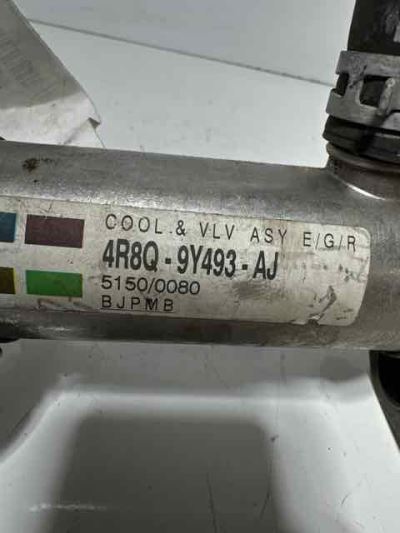 COOL.& VLV ASY E/G/R
4R8Q-9Y493-AJ
5150/0080
BJPMB